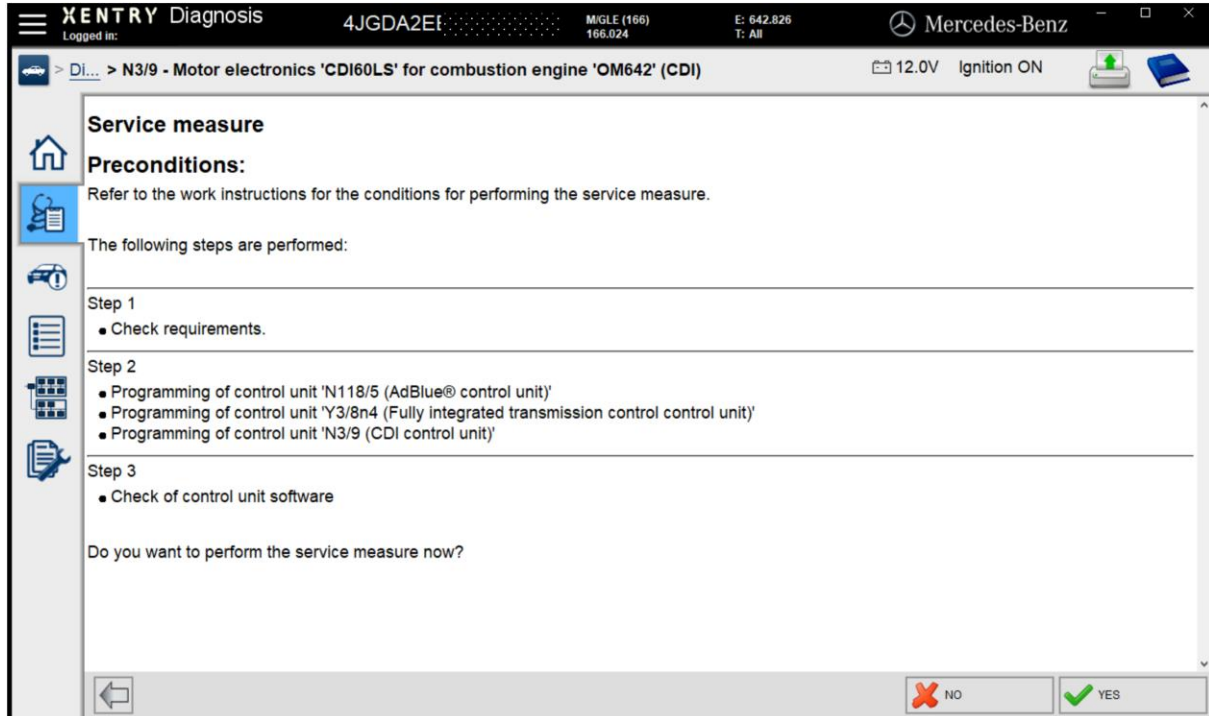 XENTRY Diagnosis
Logged in:
4JGDA2E
M/GLE (166)
166.024
E: 642.826
T: All
Mercedes-Benz
> Di... > N3/9 - Motor electronics 'CDI60LS' for combustion engine 'OM642' (CDI)
12.0V Ignition ON
Service measure
Preconditions:
Refer to the work instructions for the conditions for performing the service measure.
The following steps are performed:
Step 1
• Check requirements.
Step 2
• Programming of control unit 'N118/5 (AdBlue® control unit)'
• Programming of control unit 'Y3/8n4 (Fully integrated transmission control control unit)'
• Programming of control unit 'N3/9 (CDI control unit)'
Step 3
• Check of control unit software
Do you want to perform the service measure now?
NO
YES